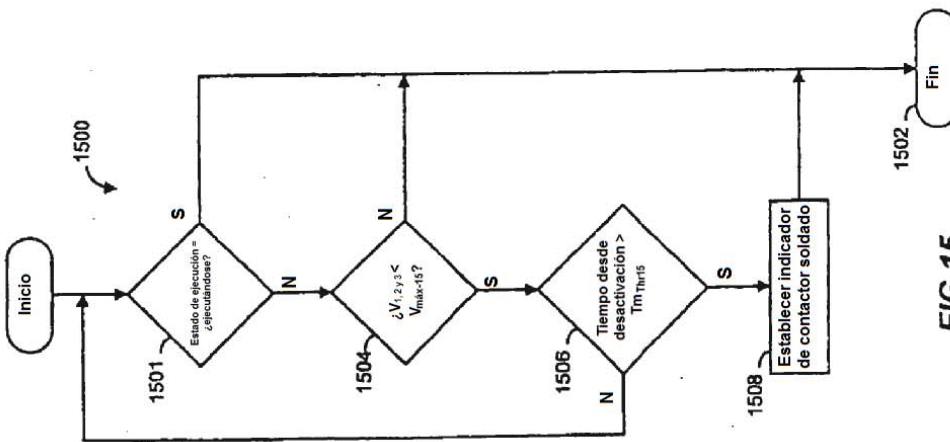 Inicio
1500
Estado de ejecución =
¿ejecutándose?
S
1501
N
¿V1, 2 y 3 <
Vmáx-15?
N
1504
S
Tiempo desde
desactivación >
TmThr15
1506
N
S
Establecer indicador
de contactor soldado
1508
1502
Fin
FIG.15